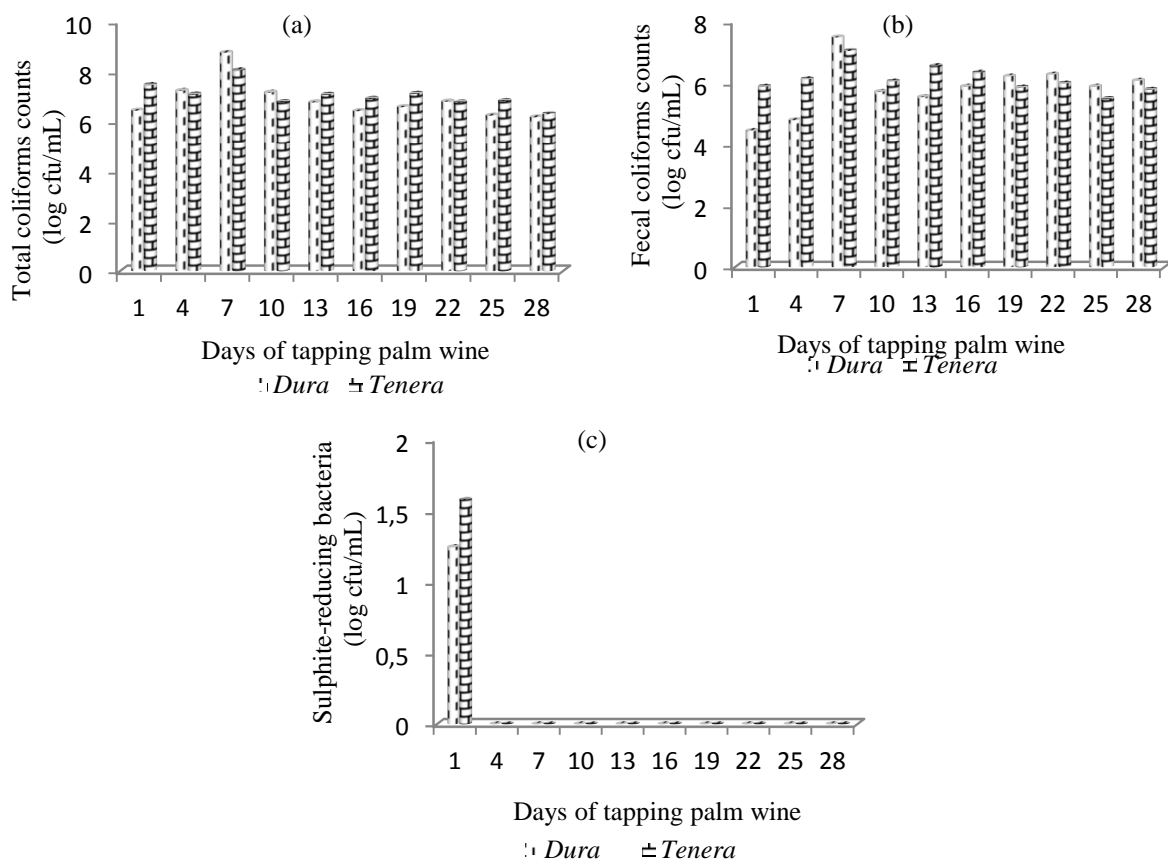 (a)
Total coliforms counts
(log cfu/mL)
10
8
6
4
2
0
1 4 7 10 13 16 19 22 25 28
Days of tapping palm wine
Dura Tenera
(b)
Fecal coliforms counts
(log cfu/mL)
8
6
4
2
0
1 4 7 10 13 16 19 22 25 28
Days of tapping palm wine
Dura Tenera
(c)
Sulphite-reducing bacteria
(log cfu/mL)
2
1,5
1
0,5
0
1 4 7 10 13 16 19 22 25 28
Days of tapping palm wine
Dura Tenera